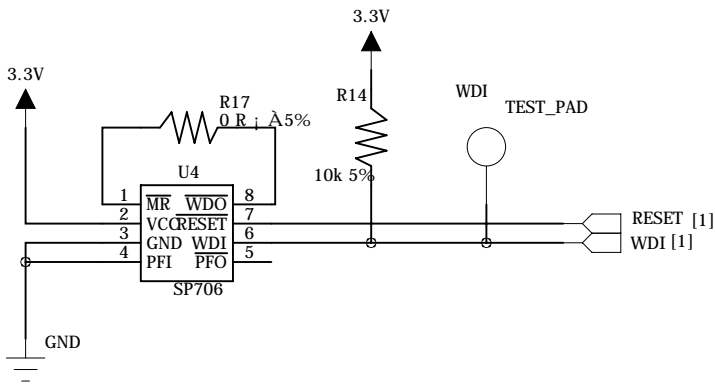 3.3V
3.3V
R17
0 R ¡ À5%
R14
10k 5%
WDI
TEST_PAD
U4
1 MR WDO 8
2 VCC RESET 7
3 GND WDI 6
4 PFI PFO 5
SP706
RESET [1]
WDI [1]
GND